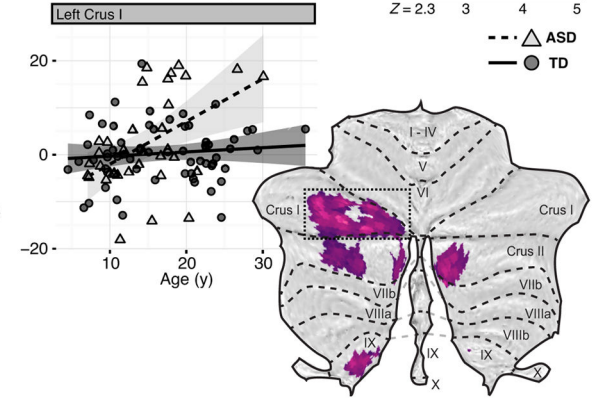 Left Crus I
Z = 2.3 3 4 5
ASD
TD
20
0
−20
10 20 30
Age (y)
I - IV
V
VI
Crus I
Crus I
Crus II
VIIb
VIIb
VIIIa
VIIIa
VIIIb
IX
IX
IX
X
X